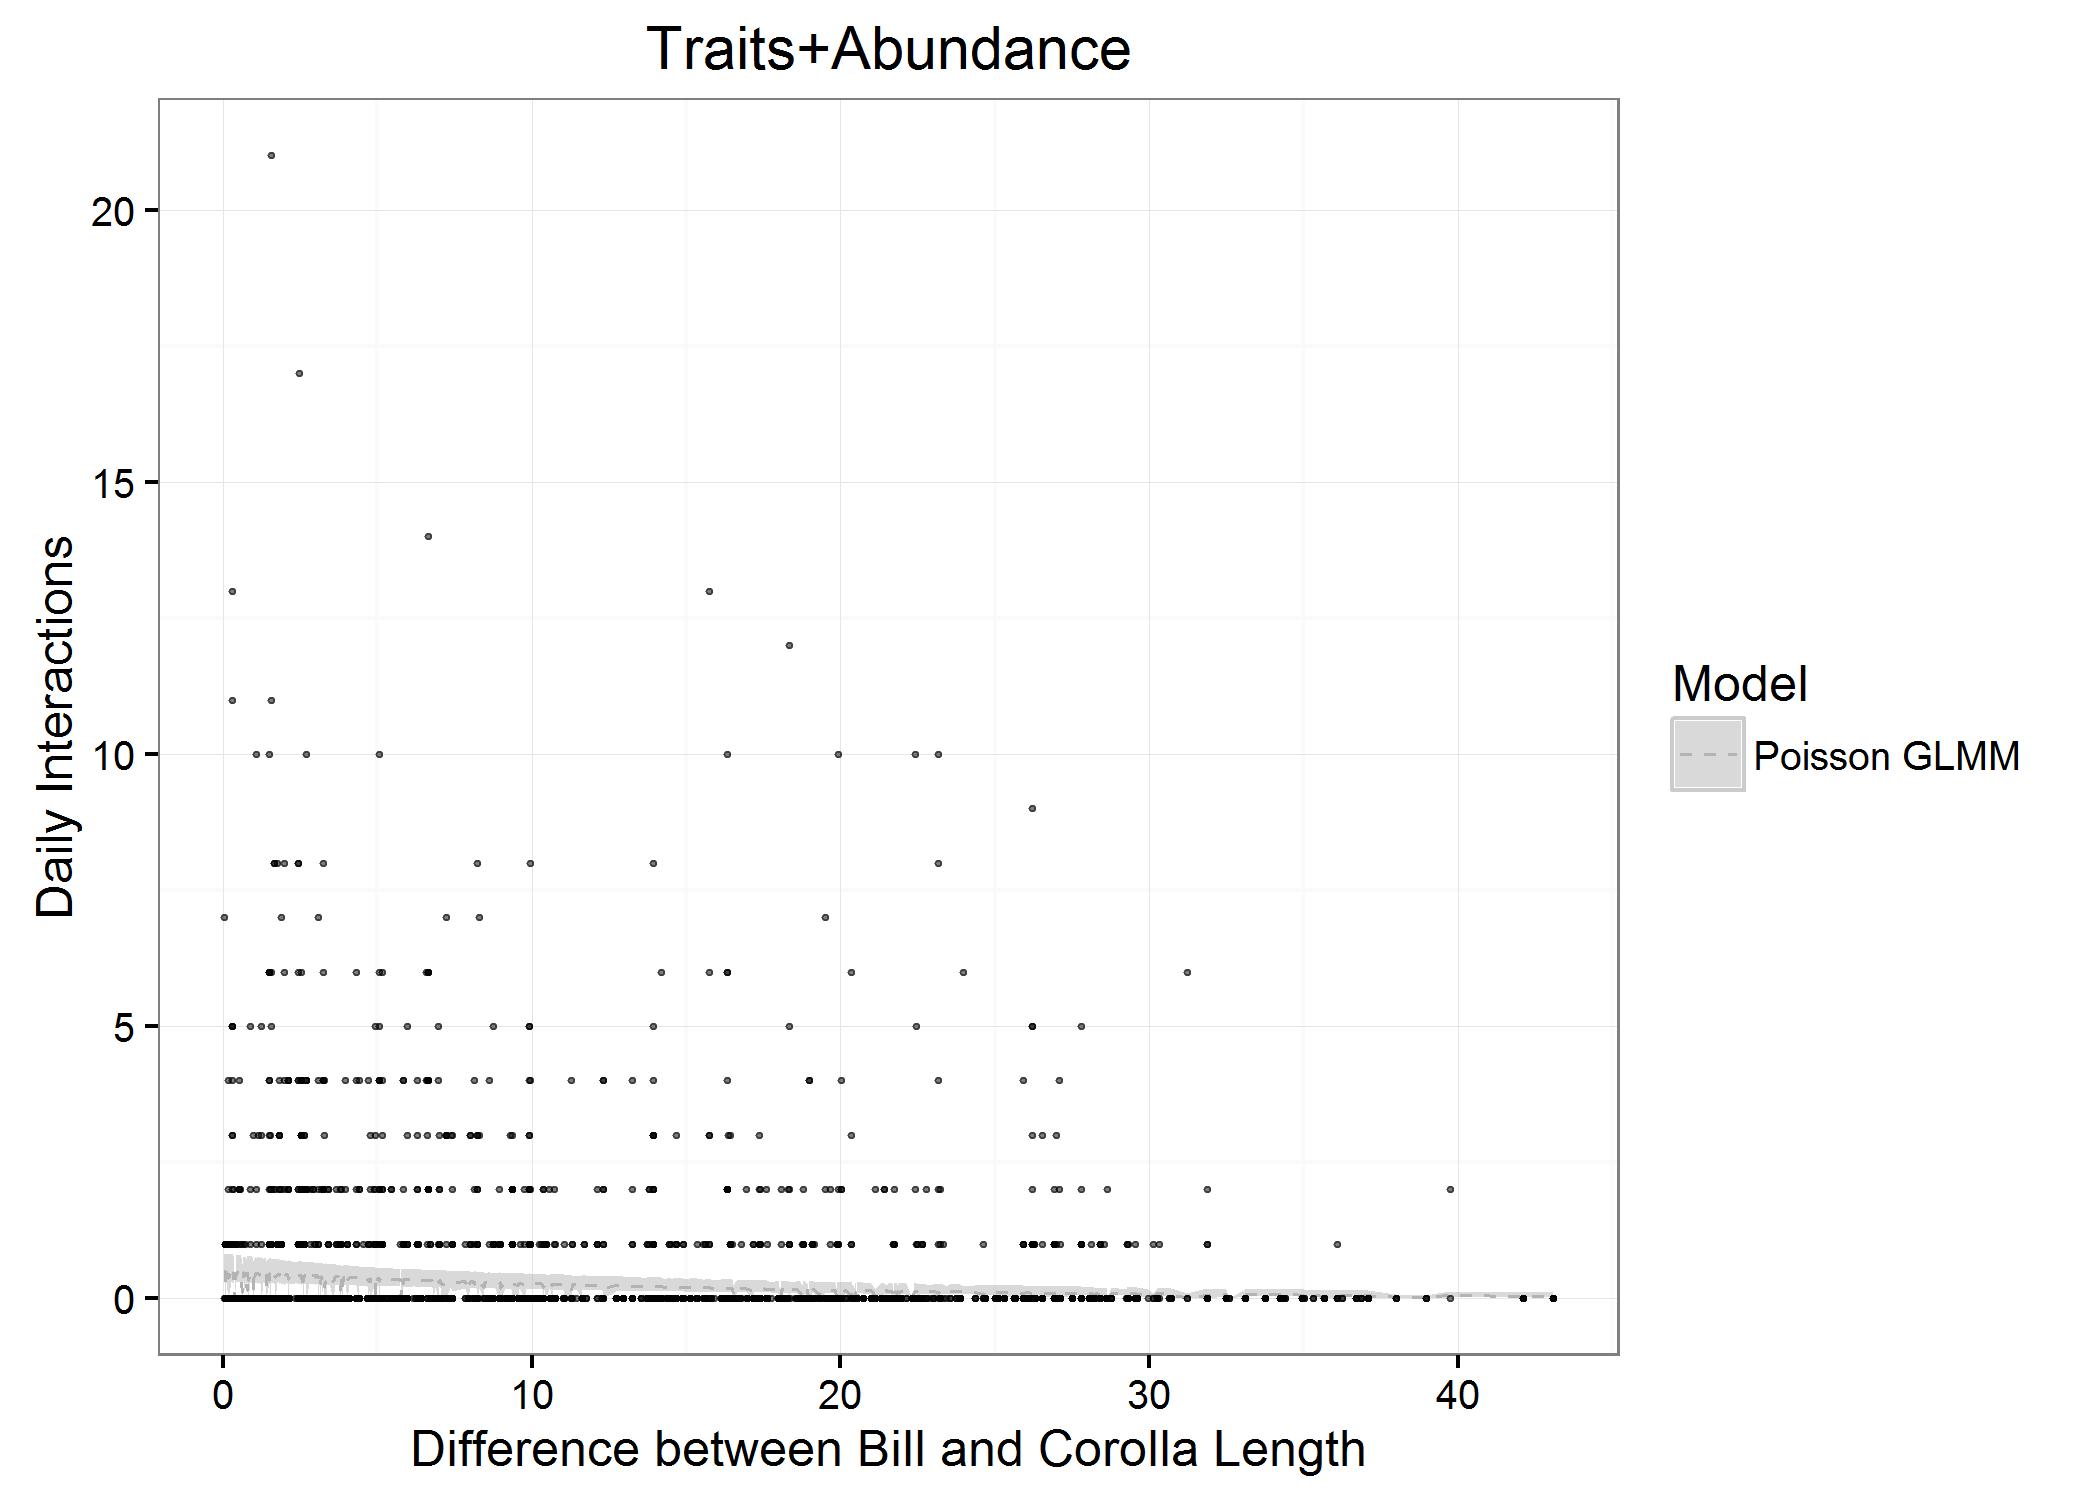 Traits+Abundance
20
15
10
5
0
Daily Interactions
0 10 20 30 40
Difference between Bill and Corolla Length
Model
Poisson GLMM